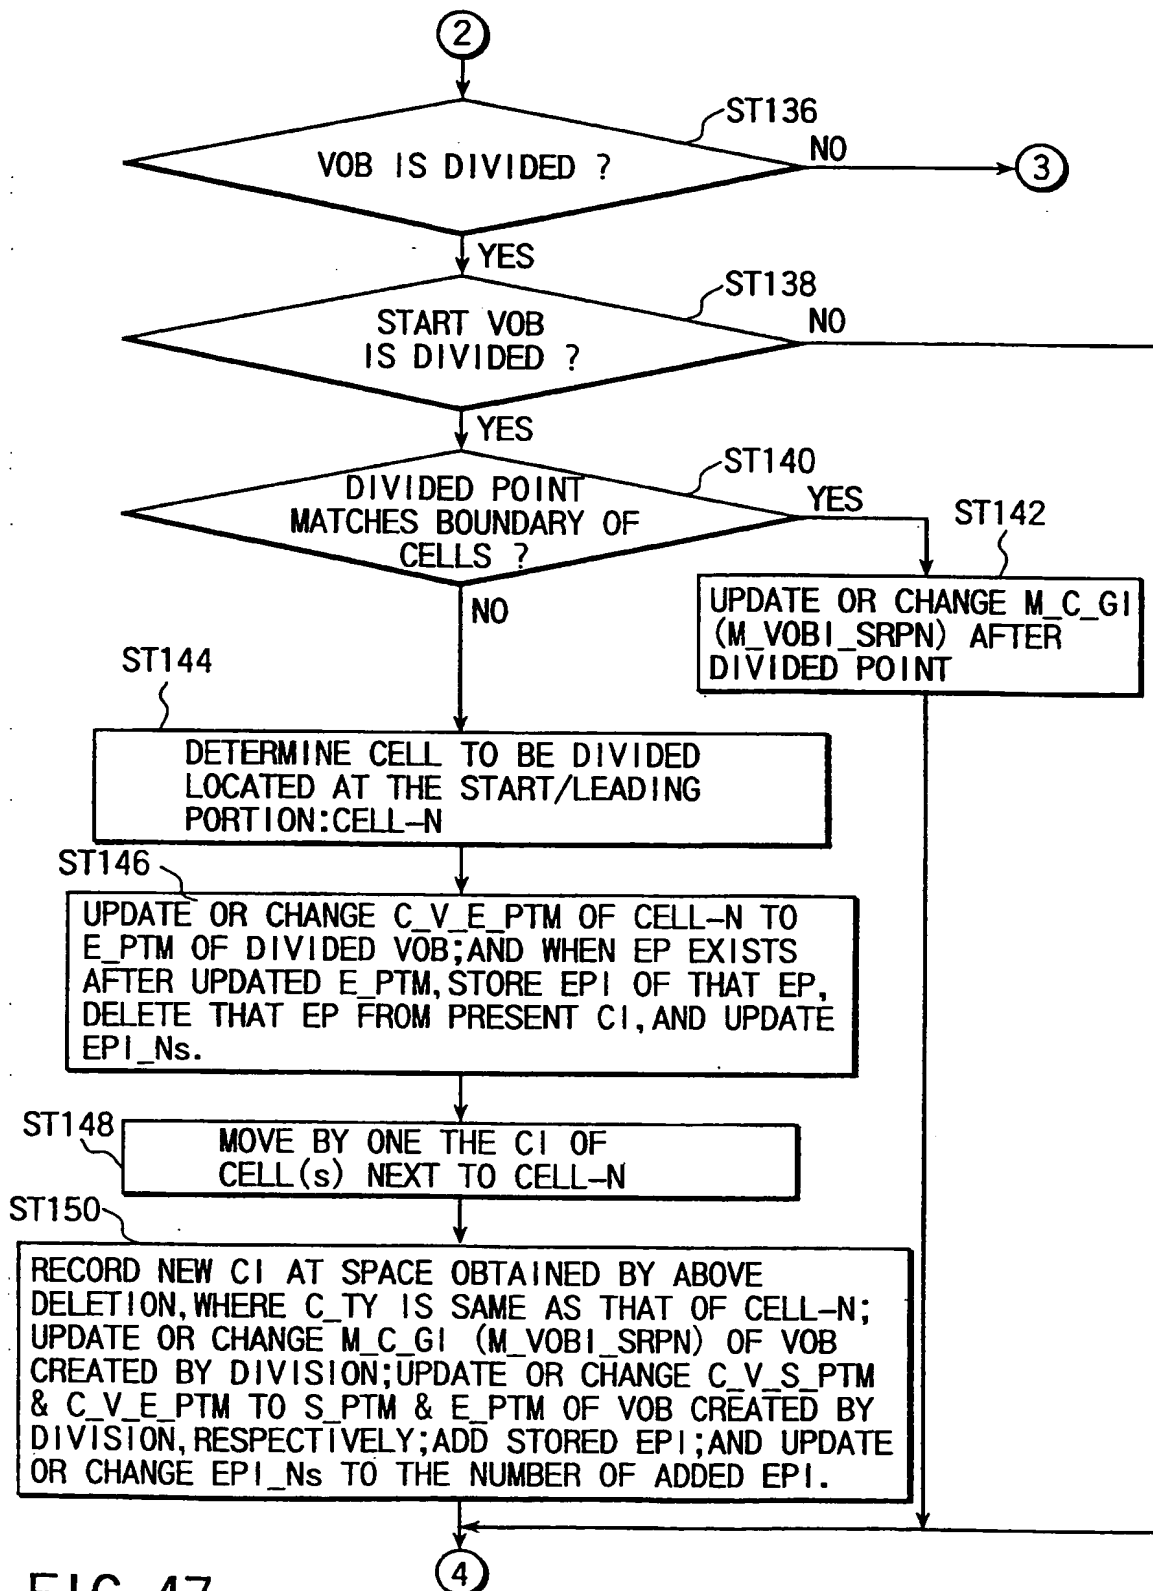 2
ST136
VOB IS DIVIDED ?
NO
3
YES
ST138
START VOB
IS DIVIDED ?
NO
YES
ST140
DIVIDED POINT
MATCHES BOUNDARY OF
CELLS ?
YES
ST142
NO
UPDATE OR CHANGE M_C_GI
(M_VOBI_SRPN) AFTER
DIVIDED POINT
ST144
DETERMINE CELL TO BE DIVIDED
LOCATED AT THE START/LEADING
PORTION:CELL-N
ST146
UPDATE OR CHANGE C_V_E_PTM OF CELL-N TO
E_PTM OF DIVIDED VOB;AND WHEN EP EXISTS
AFTER UPDATED E_PTM,STORE EPI OF THAT EP,
DELETE THAT EP FROM PRESENT CI,AND UPDATE
EPI_Ns.
ST148
MOVE BY ONE THE CI OF
CELL(s) NEXT TO CELL-N
ST150
RECORD NEW CI AT SPACE OBTAINED BY ABOVE
DELETION,WHERE C_TY IS SAME AS THAT OF CELL-N;
UPDATE OR CHANGE M_C_GI (M_VOBI_SRPN) OF VOB
CREATED BY DIVISION;UPDATE OR CHANGE C_V_S_PTM
& C_V_E_PTM TO S_PTM & E_PTM OF VOB CREATED BY
DIVISION,RESPECTIVELY;ADD STORED EPI;AND UPDATE
OR CHANGE EPI_Ns TO THE NUMBER OF ADDED EPI.
4
FIG. 47